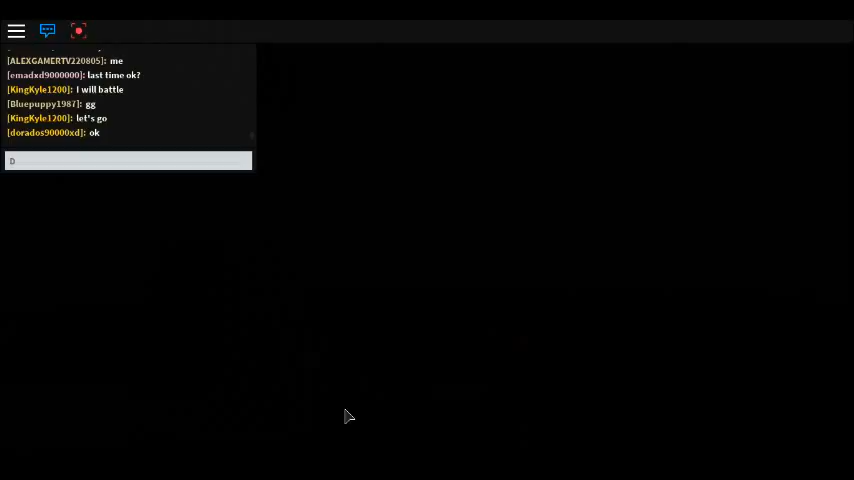 [ALEXGAMERTV220805]: me
[emadxd9000000]: last time ok?
[KingKyle1200]: I will battle
[Bluepuppy1987]: gg
[KingKyle1200]: let's go
[dorados90000xd]: ok
D